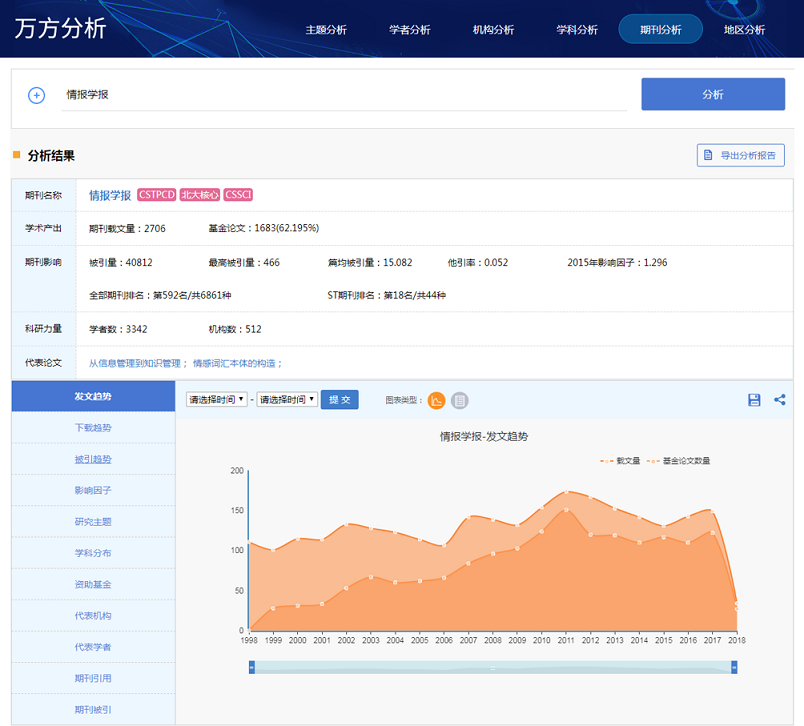 万方分析 主题分析 学者分析 机构分析 学科分析 期刊分析 地区分析
情报学报 分析
分析结果 导出分析报告
期刊名称 情报学报 CSTPCD 北大核心 CSSCI
学术产出 期刊载文量：2706 基金论文：1683(62.195%)
期刊影响 被引量：40812 最高被引量：466 篇均被引量：15.082 他引率：0.052 2015年影响因子：1.296
全部期刊排名：第592名/共6861种 ST期刊排名：第18名/共44种
科研力量 学者数：3342 机构数：512
代表论文 从信息管理到知识管理； 情感词汇本体的构造；
发文趋势 请选择时间 - 请选择时间 提 交 图表类型：
下载趋势
被引趋势
影响因子
研究主题
学科分布
资助基金
代表机构
代表学者
期刊引用
期刊被引
情报学报-发文趋势
载文量 基金论文数量
200
150
100
50
0
1998 1999 2000 2001 2002 2003 2004 2005 2006 2007 2008 2009 2010 2011 2012 2013 2014 2015 2016 2017 2018